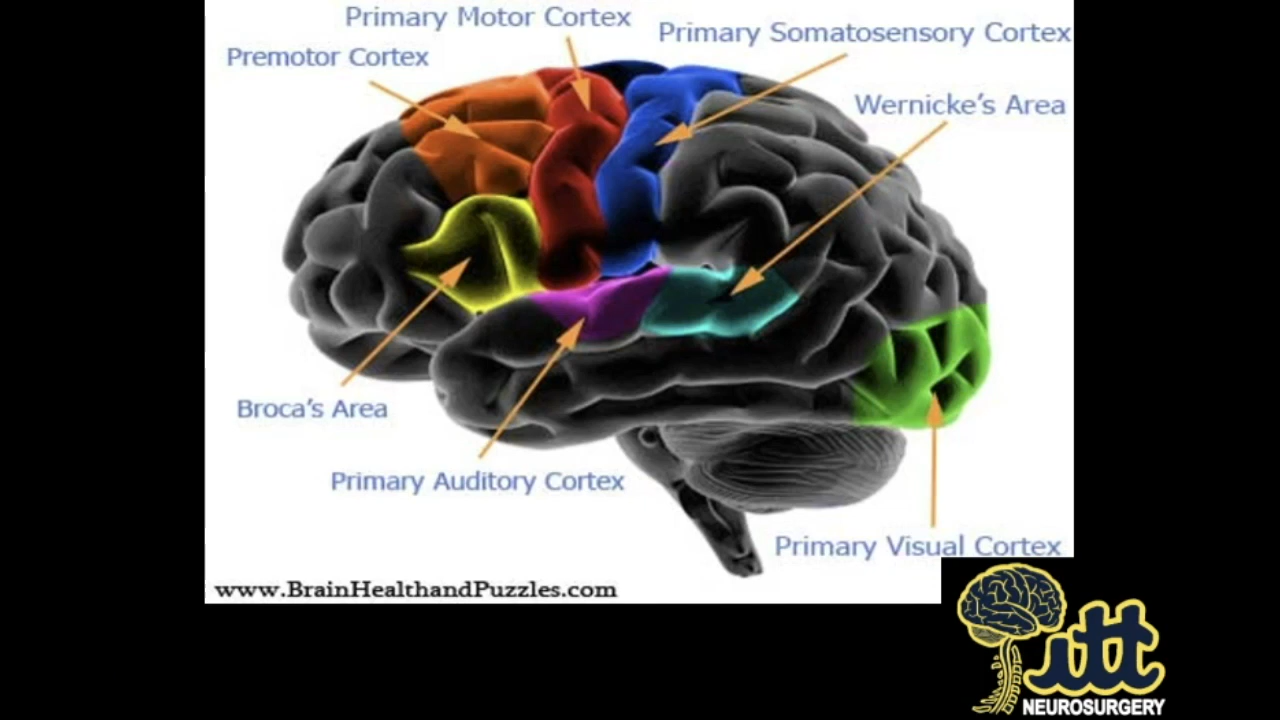 Primary Motor Cortex
Primary Somatosensory Cortex
Premotor Cortex
Wernicke's Area
Broca's Area
Primary Auditory Cortex
Primary Visual Cortex
www.BrainHealthandPuzzles.com
itt
NEUROSURGERY